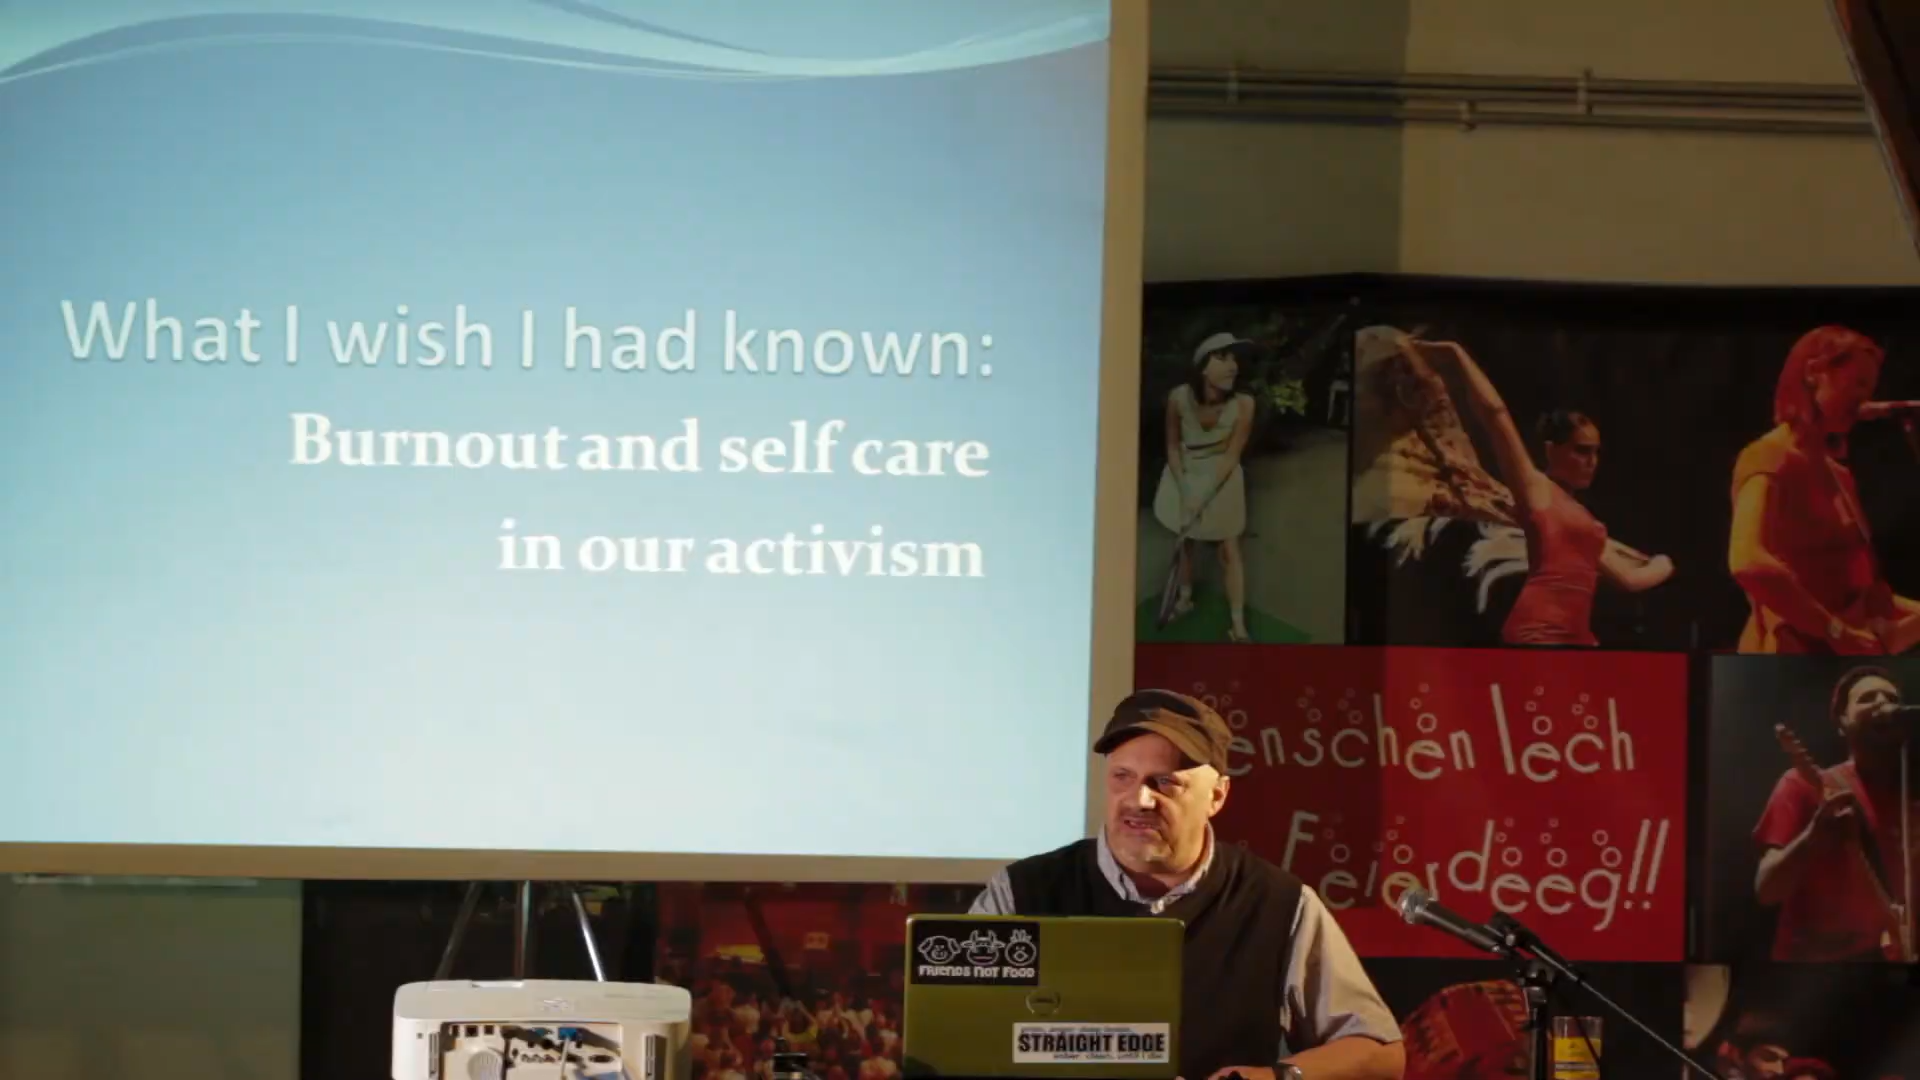 What I wish I had known:
Burnout and self care
in our activism
enschen lech
Feierdeeg!!
FRIENDS NOT FOOD
DELL
STRAIGHT EDGE